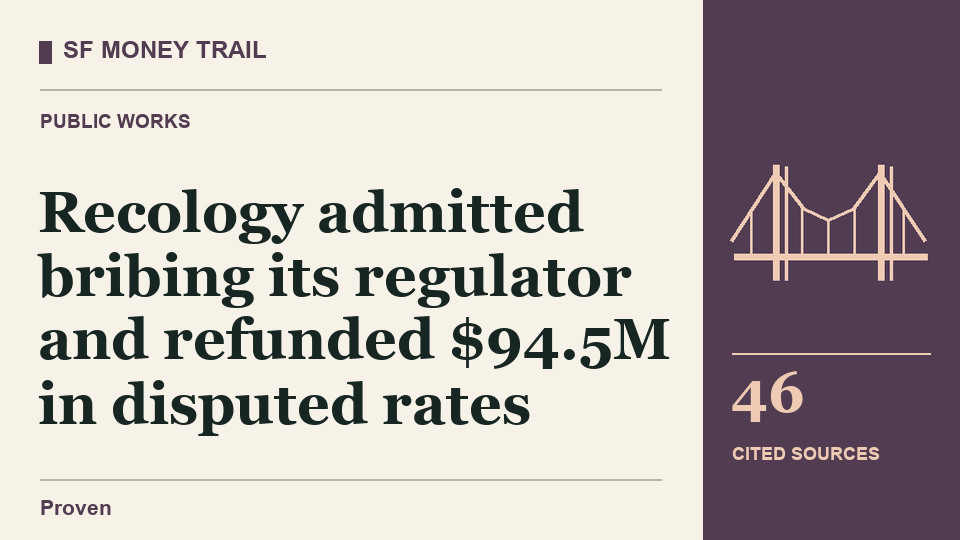 SF MONEY TRAIL
PUBLIC WORKS
Recology admitted
bribing its regulator
and refunded $94.5M
in disputed rates
Proven
46
CITED SOURCES